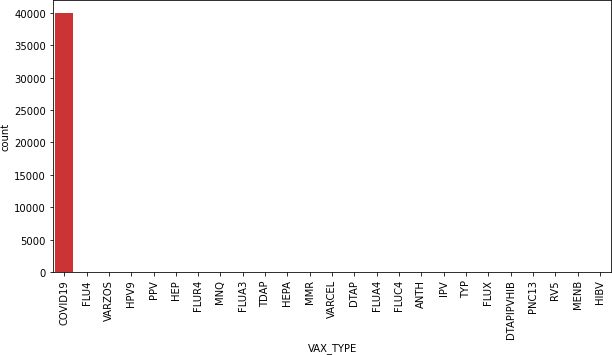 40000
35000
30000
25000
20000
15000
10000
5000
0
count
COVID19
FLU4
VARZOS
HPV9
PPV
HEP
FLUR4
MNQ
FLUA3
TDAP
HEPA
MMR
VARCEL
DTAP
FLUA4
FLUC4
ANTH
IPV
TYP
FLUX
DTAPIPVHIB
PNC13
RV5
MENB
HIBV
VAX_TYPE